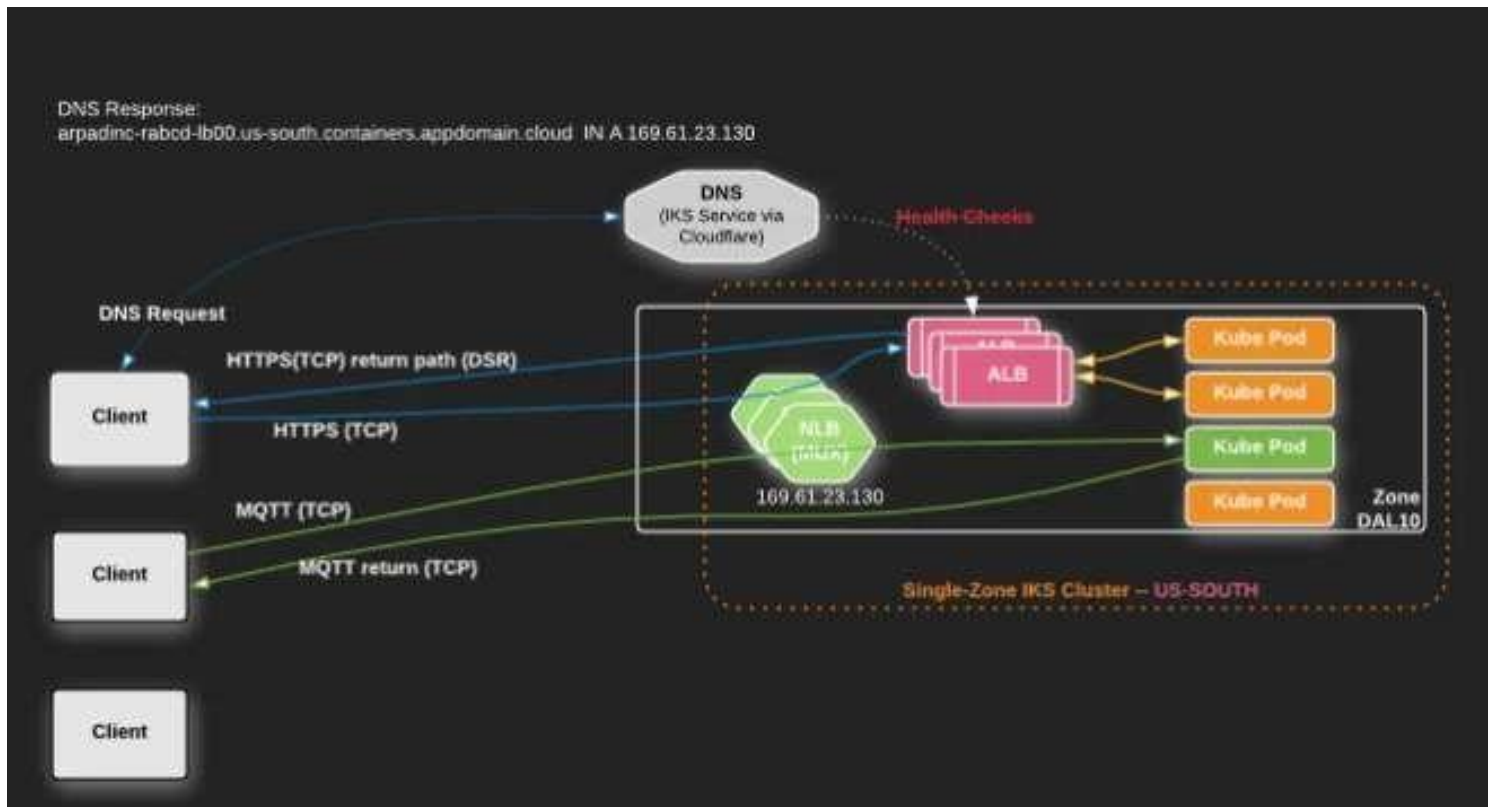 DNS Response:
arpadinc-rabcd-lb00.us-south.containers.appdomain.cloud IN A 169.61.23.130
DNS
(IKS Service via
Cloudflare)
Health Checks
DNS Request
HTTPS(TCP) return path (DSR)
ALB
ALB
Kube Pod
Kube Pod
Kube Pod
Kube Pod
Client
HTTPS (TCP)
NLB
(MUX)
169.61.23.130
MQTT (TCP)
Zone
DAL10
Client
MQTT return (TCP)
Single-Zone IKS Cluster – US-SOUTH
Client